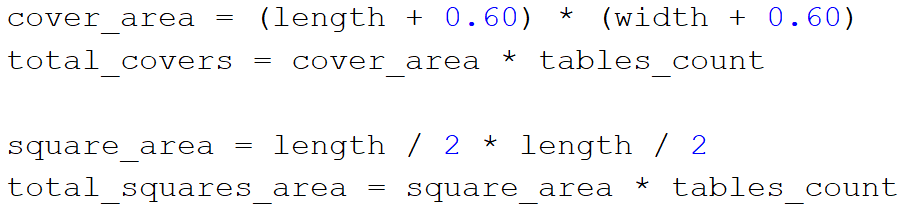 cover_area = (length + 0.60) * (width + 0.60)
total_covers = cover_area * tables_count
square_area = length / 2 * length / 2
total_squares_area = square_area * tables_count